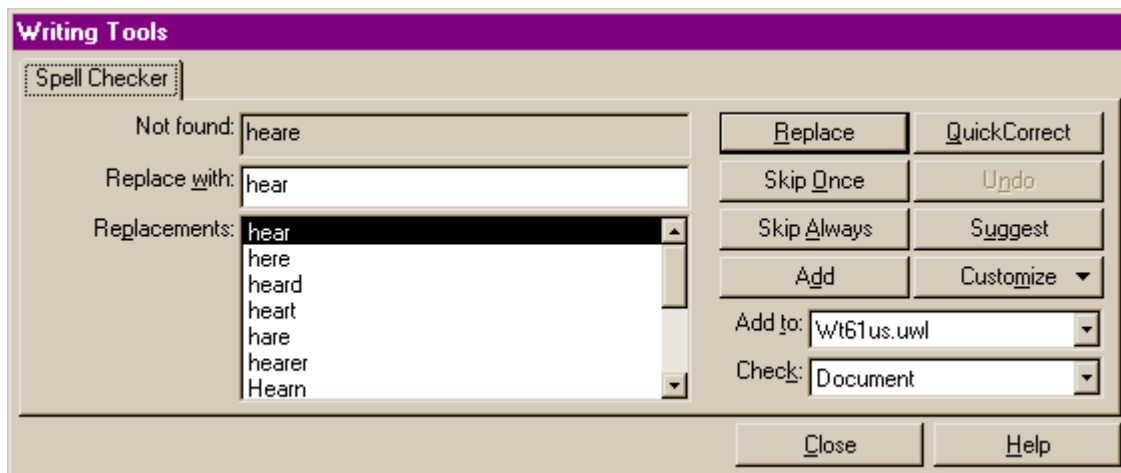 Writing Tools
Spell Checker
Not found: heare
Replace with: hear
Replacements: hear
here
heard
heart
hare
hearer
Hearn
Replace QuickCorrect
Skip Once Undo
Skip Always Suggest
Add Customize
Add to: Wt61us.uwl
Check: Document
Close Help